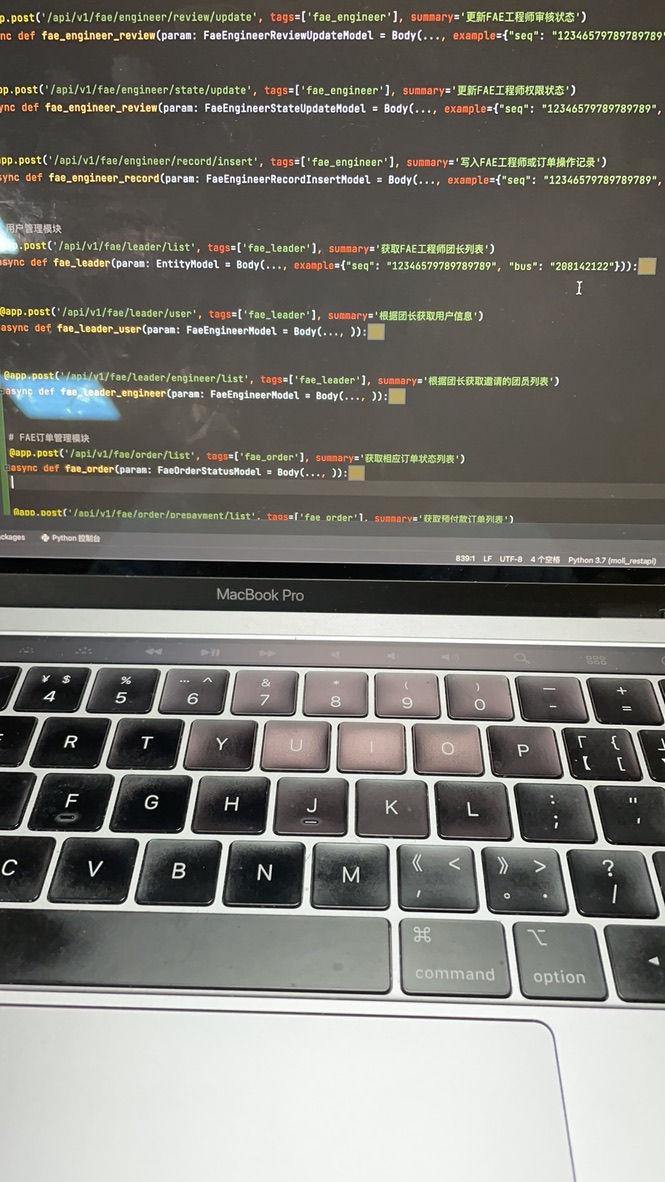 p.post('/api/v1/fae/engineer/review/update', tags=['fae_engineer'], summary='更新FAE工程师审核状态')
nc def fae_engineer_review(param: FaeEngineerReviewUpdateModel = Body(..., example={"seq": "12346579789789789"
pp.post('/api/v1/fae/engineer/state/update', tags=['fae_engineer'], summary='更新FAE工程师权限状态')
ync def fae_engineer_review(param: FaeEngineerStateUpdateModel = Body(..., example={"seq": "12346579789789789",
app.post('/api/v1/fae/engineer/record/insert', tags=['fae_engineer'], summary='写入FAE工程师或订单操作记录')
sync def fae_engineer_record(param: FaeEngineerRecordInsertModel = Body(..., example={"seq": "12346579789789789",
用户管理模块
.post('/api/v1/fae/leader/list', tags=['fae_leader'], summary='获取FAE工程师团长列表')
async def fae_leader(param: EntityModel = Body(..., example={"seq": "12346579789789789", "bus": "208142122"})):
@app.post('/api/v1/fae/leader/user', tags=['fae_leader'], summary='根据团长获取用户信息')
async def fae_leader_user(param: FaeEngineerModel = Body(..., )):
@app.post('/api/v1/fae/leader/engineer/list', tags=['fae_leader'], summary='根据团长获取邀请的团员列表')
async def fae_leader_engineer(param: FaeEngineerModel = Body(..., )):
# FAE订单管理模块
@app.post('/api/v1/fae/order/list', tags=['fae_order'], summary='获取相应订单状态列表')
async def fae_order(param: FaeOrderStatusModel = Body(..., )):
@app.post('/api/v1/fae/order/prepayment/list', tags=['fae_order'], summary='获取预付款订单列表')
ckages Python 控制台
839:1 LF UTF-8 4 个空格 Python 3.7 (moli_restapi)
MacBook Pro
¥ $ % … ^ & * ( ) — +
4 5 6 7 8 9 0 - =
R T Y U I O P 「 { 【 [
F G H J K L : ; " '
C V B N M 《 < , 》 > 。 . ? /
⌘ ⌥
command option